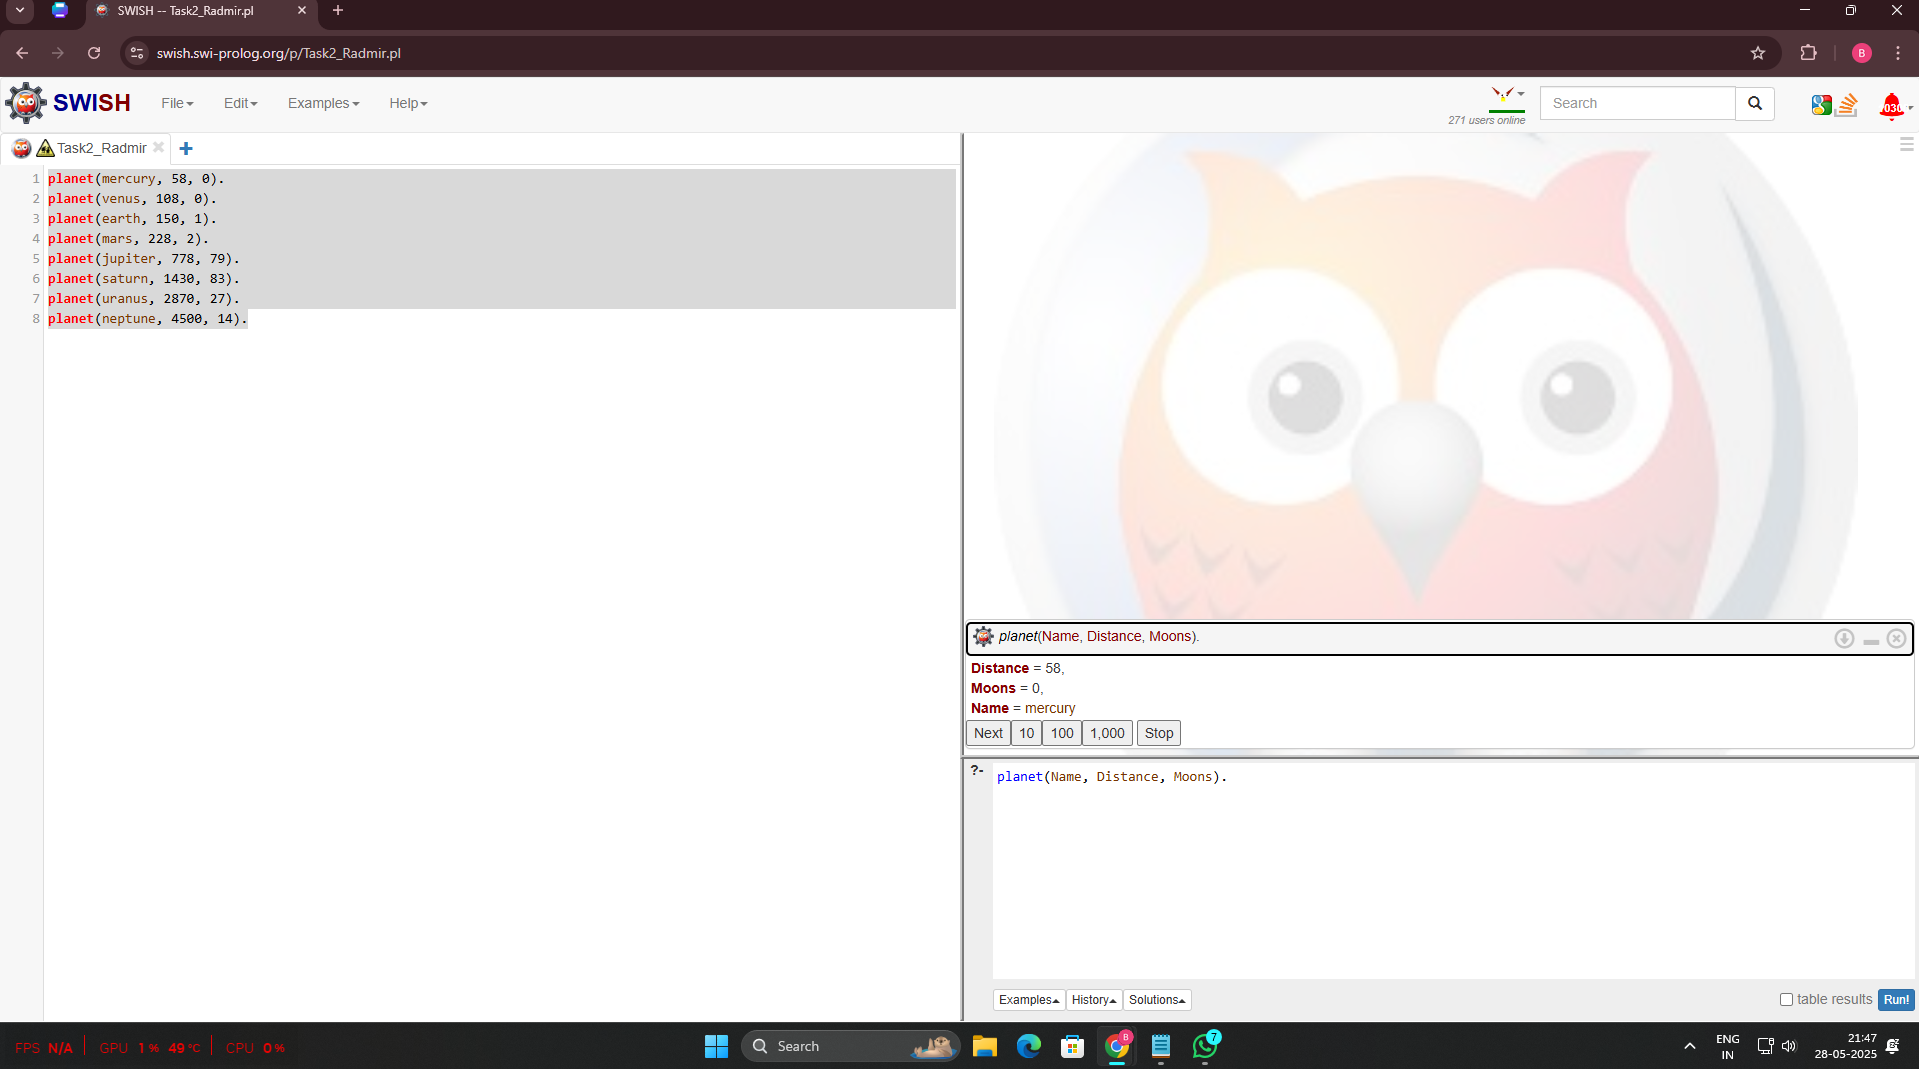 SWISH -- Task2_Radmir.pl
swish.swi-prolog.org/p/Task2_Radmir.pl
B
SWISH File Edit Examples Help
271 users online
Search
Task2_Radmir
1 planet(mercury, 58, 0).
2 planet(venus, 108, 0).
3 planet(earth, 150, 1).
4 planet(mars, 228, 2).
5 planet(jupiter, 778, 79).
6 planet(saturn, 1430, 83).
7 planet(uranus, 2870, 27).
8 planet(neptune, 4500, 14).
planet(Name, Distance, Moons).
Distance = 58,
Moons = 0,
Name = mercury
Next 10 100 1,000 Stop
?- planet(Name, Distance, Moons).
Examples History Solutions table results Run!
FPS N/A GPU 1 % 49 °C CPU 0 %
Search
B
7
ENG
IN
21:47
28-05-2025